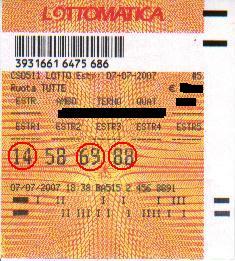 LOTTOMATICA
3931661 6475 686
CS0511 LOTTO Estr. 07-07-2007 #5
Ruota TUTTE €
ESTR AMBO TERNO QUAT
ESTR1 ESTR2 ESTR3 ESTR4 ESTR5
14 58 69 88
07/07/2007 18 38 BA515 2 456 8891